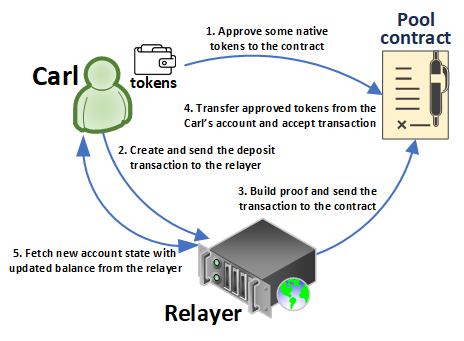 1. Approve some native
tokens to the contract
Pool
contract
Carl
tokens
4. Transfer approved tokens from the
Carl's account and accept transaction
2. Create and send the deposit
transaction to the relayer
3. Build proof and send the
transaction to the contract
5. Fetch new account state with
updated balance from the relayer
Relayer